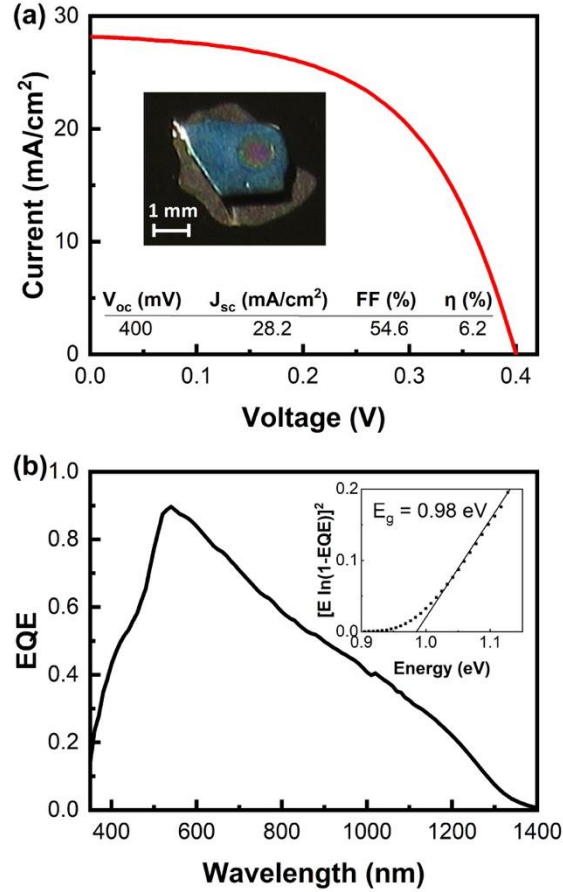 (a)
30
20
10
0
Current (mA/cm²)
1 mm
V_oc (mV) J_sc (mA/cm²) FF (%) η (%)
400 28.2 54.6 6.2
0.0 0.1 0.2 0.3 0.4
Voltage (V)
(b)
1.0
0.8
0.6
0.4
0.2
0.0
EQE
[E ln(1-EQE)]²
0.2
0.1
0.0
E_g = 0.98 eV
0.9 1.0 1.1
Energy (eV)
400 600 800 1000 1200 1400
Wavelength (nm)